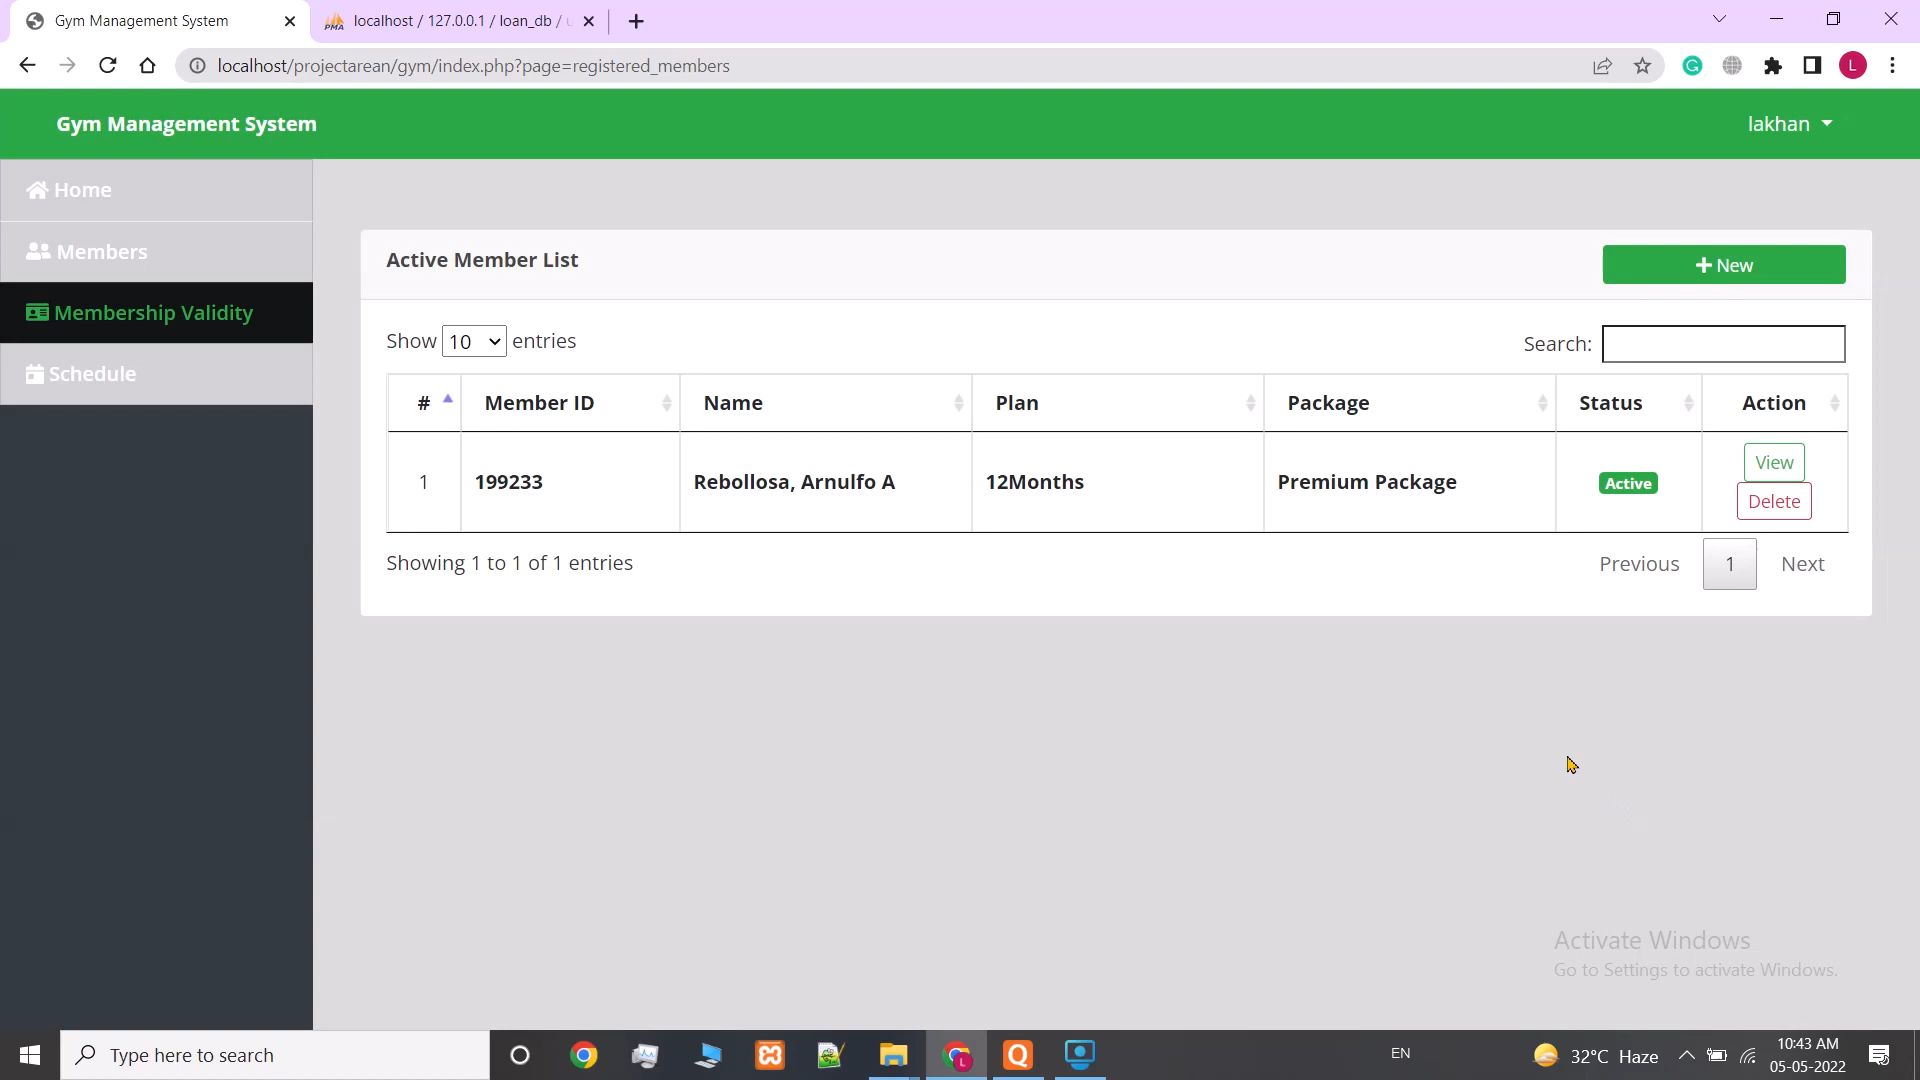 Gym Management System
localhost / 127.0.0.1 / loan_db / u
localhost/projectarean/gym/index.php?page=registered_members
L
Gym Management System
lakhan
Home
Members
Membership Validity
Schedule
Active Member List
New
Show 10 entries
Search:
# Member ID Name Plan Package Status Action
1 199233 Rebollosa, Arnulfo A 12Months Premium Package Active View
Delete
Showing 1 to 1 of 1 entries
Previous 1 Next
Activate Windows
Go to Settings to activate Windows.
Type here to search
EN
32°C Haze
10:43 AM
05-05-2022